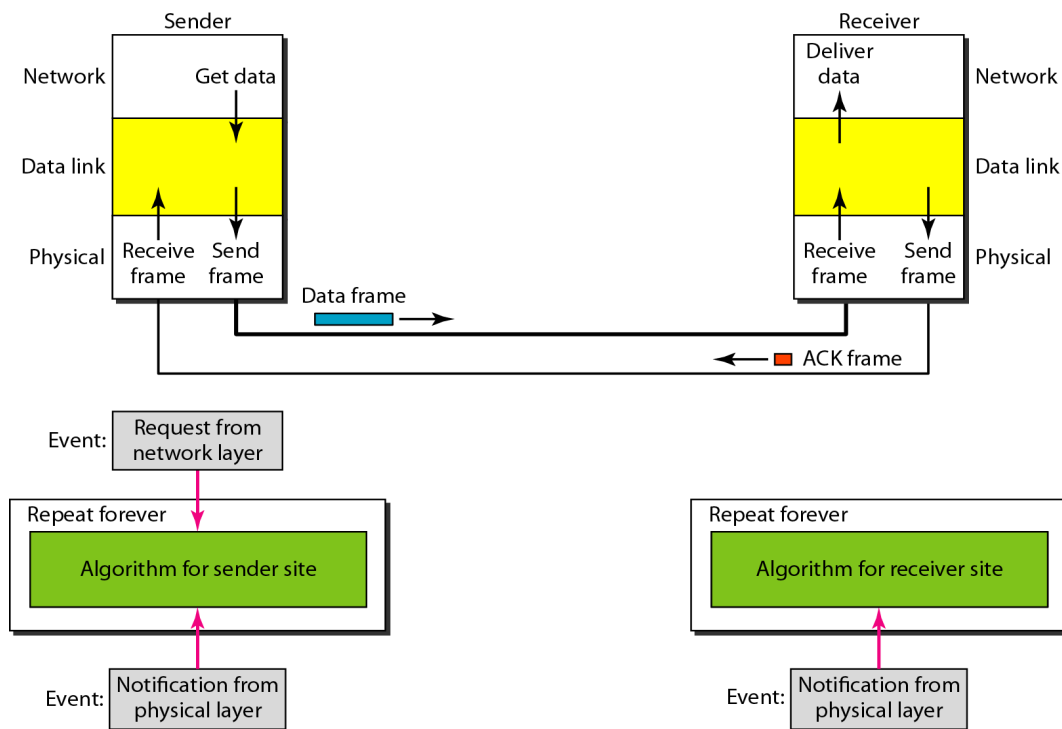 Sender
Receiver
Network
Get data
Deliver
data
Network
Data link
Data link
Physical
Receive
frame
Send
frame
Receive
frame
Send
frame
Physical
Data frame
ACK frame
Event:
Request from
network layer
Repeat forever
Algorithm for sender site
Repeat forever
Algorithm for receiver site
Event:
Notification from
physical layer
Event:
Notification from
physical layer